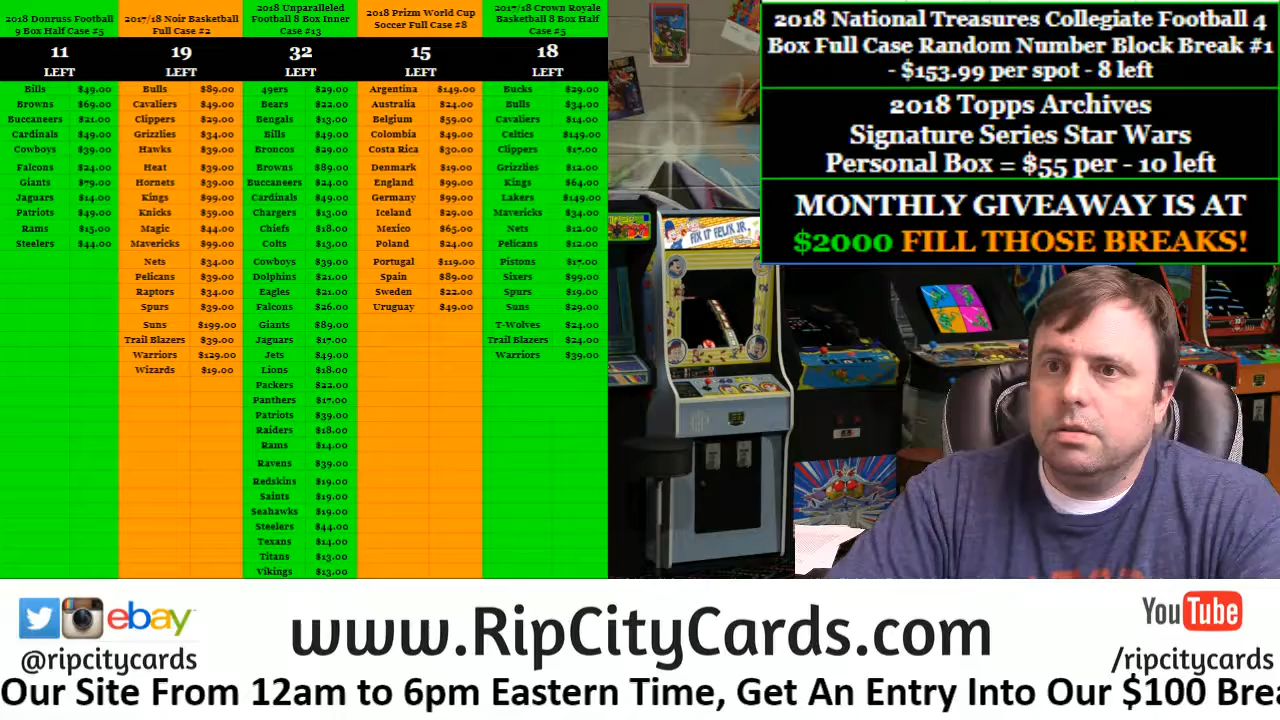 2018 Donruss Football
9 Box Half Case #5
11
LEFT
Bills $49.00
Browns $69.00
Buccaneers $21.00
Cardinals $49.00
Cowboys $39.00
Falcons $24.00
Giants $79.00
Jaguars $14.00
Patriots $49.00
Rams $15.00
Steelers $44.00
2017/18 Noir Basketball
Full Case #2
19
LEFT
Bulls $89.00
Cavaliers $49.00
Clippers $29.00
Grizzlies $34.00
Hawks $39.00
Heat $39.00
Hornets $39.00
Kings $99.00
Knicks $59.00
Magic $44.00
Mavericks $99.00
Nets $34.00
Pelicans $39.00
Raptors $34.00
Spurs $39.00
Suns $199.00
Trail Blazers $39.00
Warriors $129.00
Wizards $19.00
2018 Unparalleled
Football 8 Box Inner
Case #13
32
LEFT
49ers $29.00
Bears $22.00
Bengals $13.00
Bills $49.00
Broncos $29.00
Browns $89.00
Buccaneers $24.00
Cardinals $49.00
Chargers $13.00
Chiefs $18.00
Colts $13.00
Cowboys $39.00
Dolphins $21.00
Eagles $21.00
Falcons $26.00
Giants $89.00
Jaguars $17.00
Jets $49.00
Lions $18.00
Packers $22.00
Panthers $17.00
Patriots $39.00
Raiders $18.00
Rams $14.00
Ravens $39.00
Redskins $19.00
Saints $19.00
Seahawks $19.00
Steelers $44.00
Texans $14.00
Titans $13.00
Vikings $13.00
2018 Prizm World Cup
Soccer Full Case #8
15
LEFT
Argentina $149.00
Australia $24.00
Belgium $59.00
Colombia $49.00
Costa Rica $30.00
Denmark $19.00
England $99.00
Germany $99.00
Iceland $29.00
Mexico $65.00
Poland $24.00
Portugal $119.00
Spain $89.00
Sweden $22.00
Uruguay $49.00
2017/18 Crown Royale
Basketball 8 Box Half
Case #5
18
LEFT
Bucks $29.00
Bulls $34.00
Cavaliers $14.00
Celtics $149.00
Clippers $17.00
Grizzlies $12.00
Kings $64.00
Lakers $149.00
Mavericks $34.00
Nets $12.00
Pelicans $12.00
Pistons $17.00
Sixers $99.00
Spurs $19.00
Suns $29.00
T-Wolves $24.00
Trail Blazers $24.00
Warriors $39.00
2018 National Treasures Collegiate Football 4
Box Full Case Random Number Block Break #1
- $153.99 per spot - 8 left
2018 Topps Archives
Signature Series Star Wars
Personal Box = $55 per - 10 left
MONTHLY GIVEAWAY IS AT
$2000 FILL THOSE BREAKS!
FIX IT FELIX JR.
ebay
@ripcitycards
www.RipCityCards.com
YouTube
/ripcitycards
Our Site From 12am to 6pm Eastern Time, Get An Entry Into Our $100 Brea